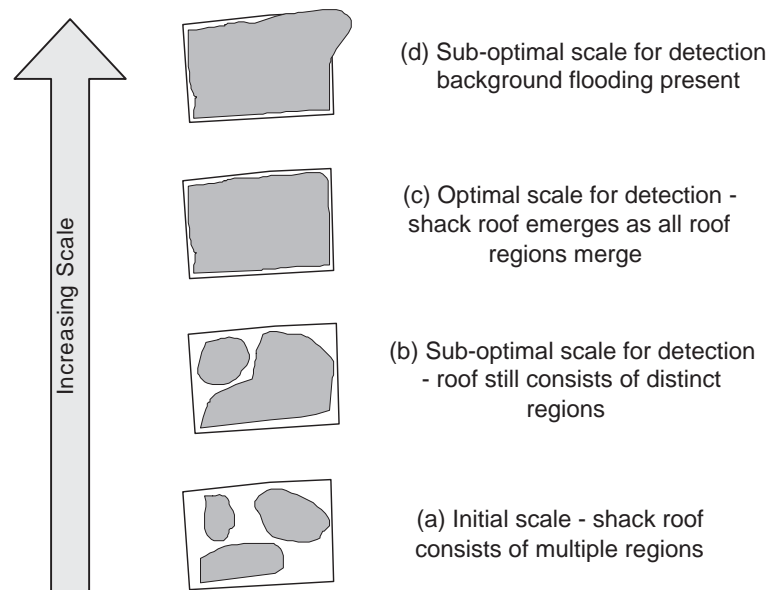 (d) Sub-optimal scale for detection
background flooding present
(c) Optimal scale for detection -
shack roof emerges as all roof
regions merge
Increasing Scale
(b) Sub-optimal scale for detection
- roof still consists of distinct
regions
(a) Initial scale - shack roof
consists of multiple regions